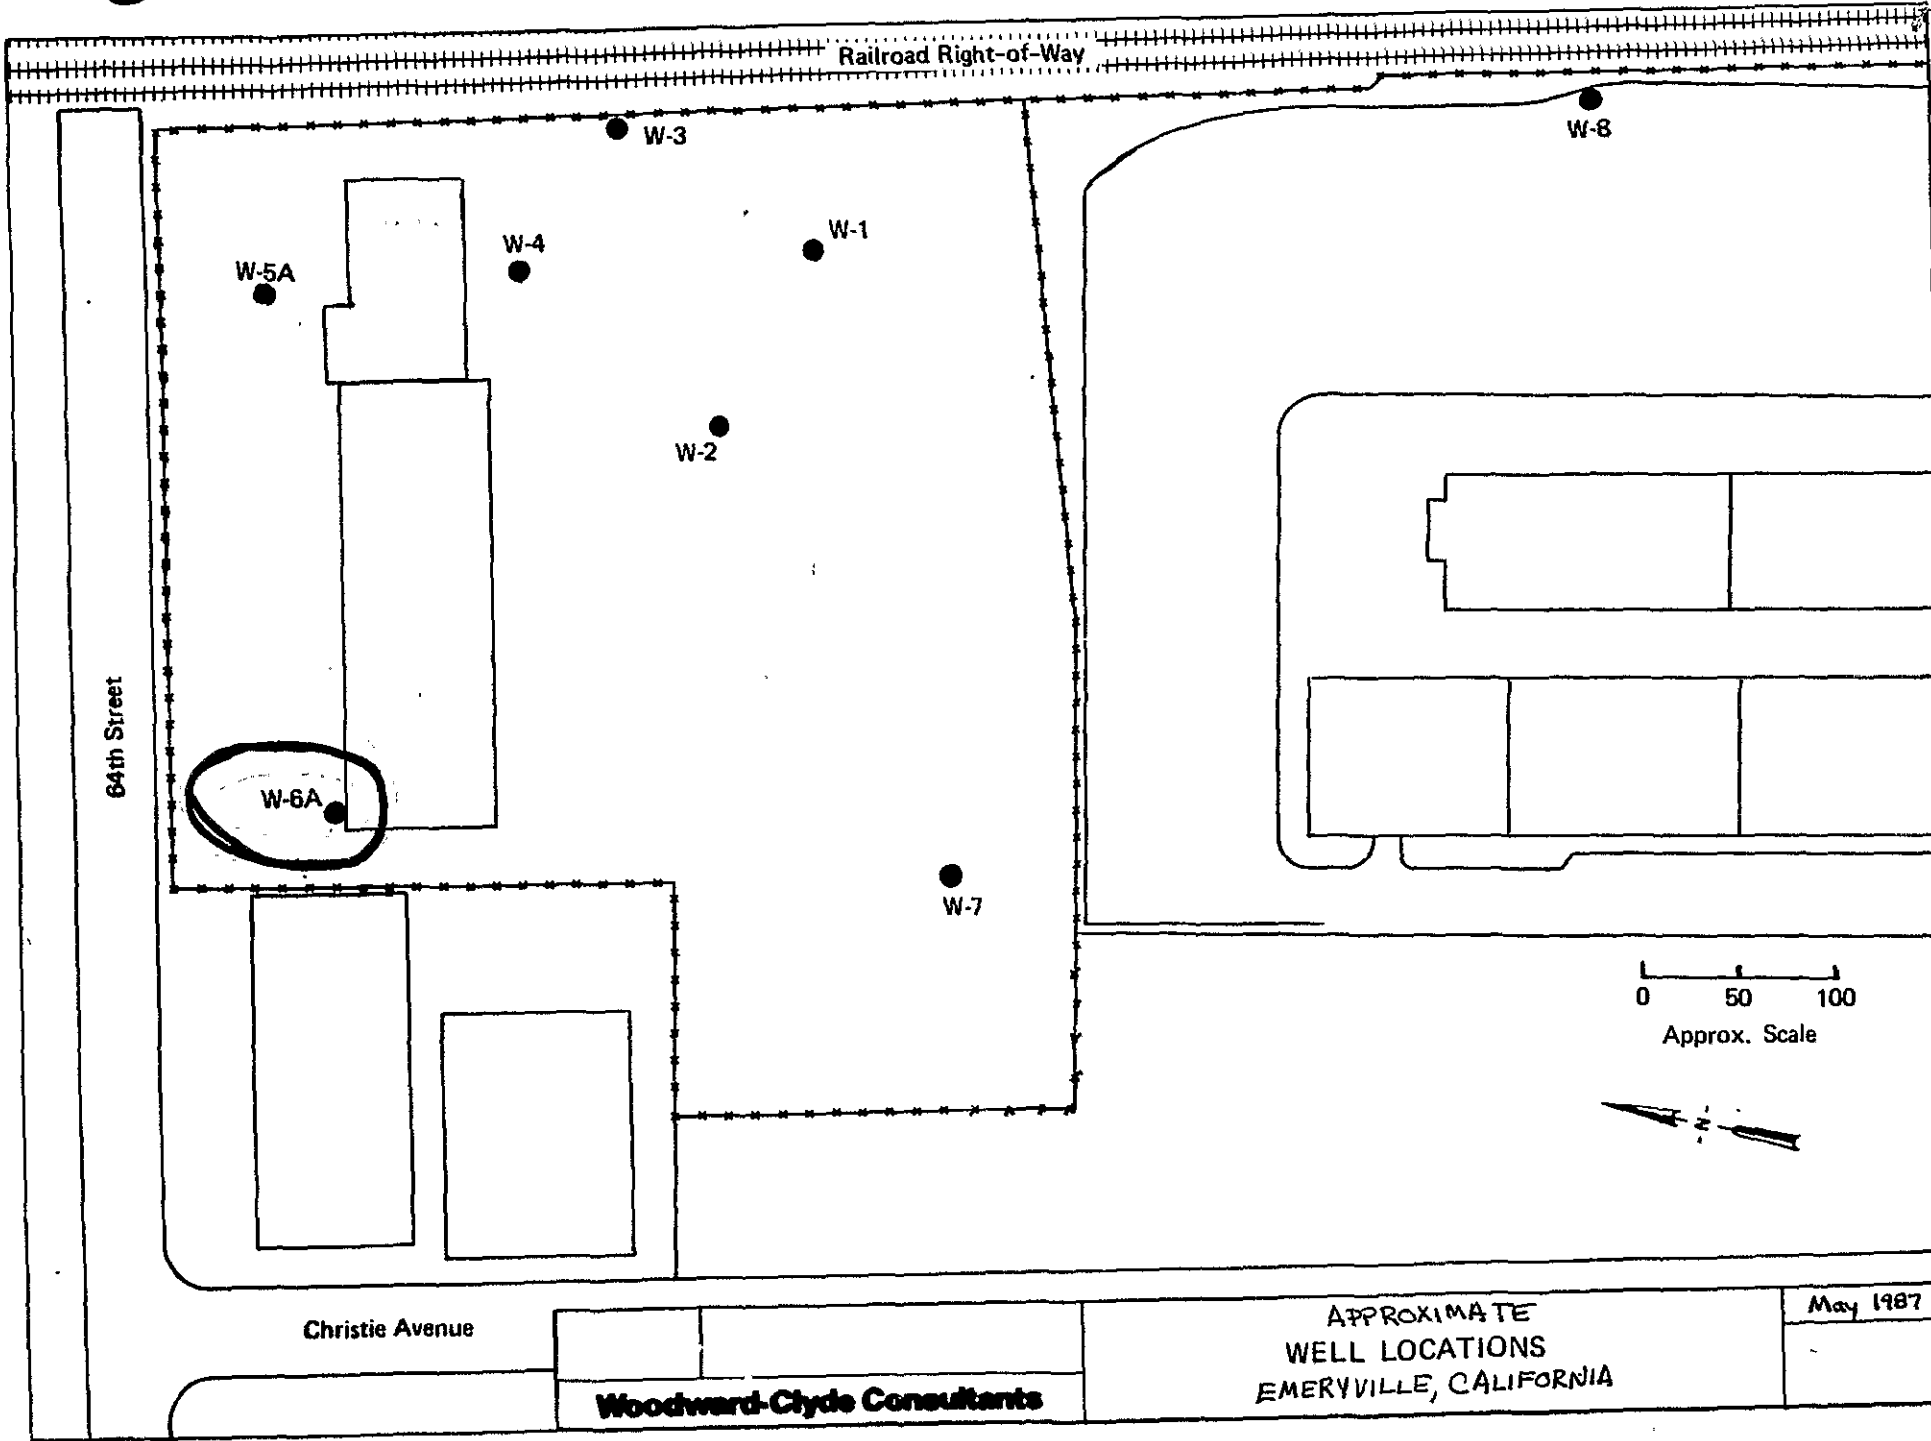 Railroad Right-of-Way
W-3
W-8
W-1
W-4
W-5A
W-2
64th Street
W-6A
W-7
0 50 100
Approx. Scale
N
Christie Avenue
APPROXIMATE
WELL LOCATIONS
EMERYVILLE, CALIFORNIA
May 1987
Woodward-Clyde Consultants